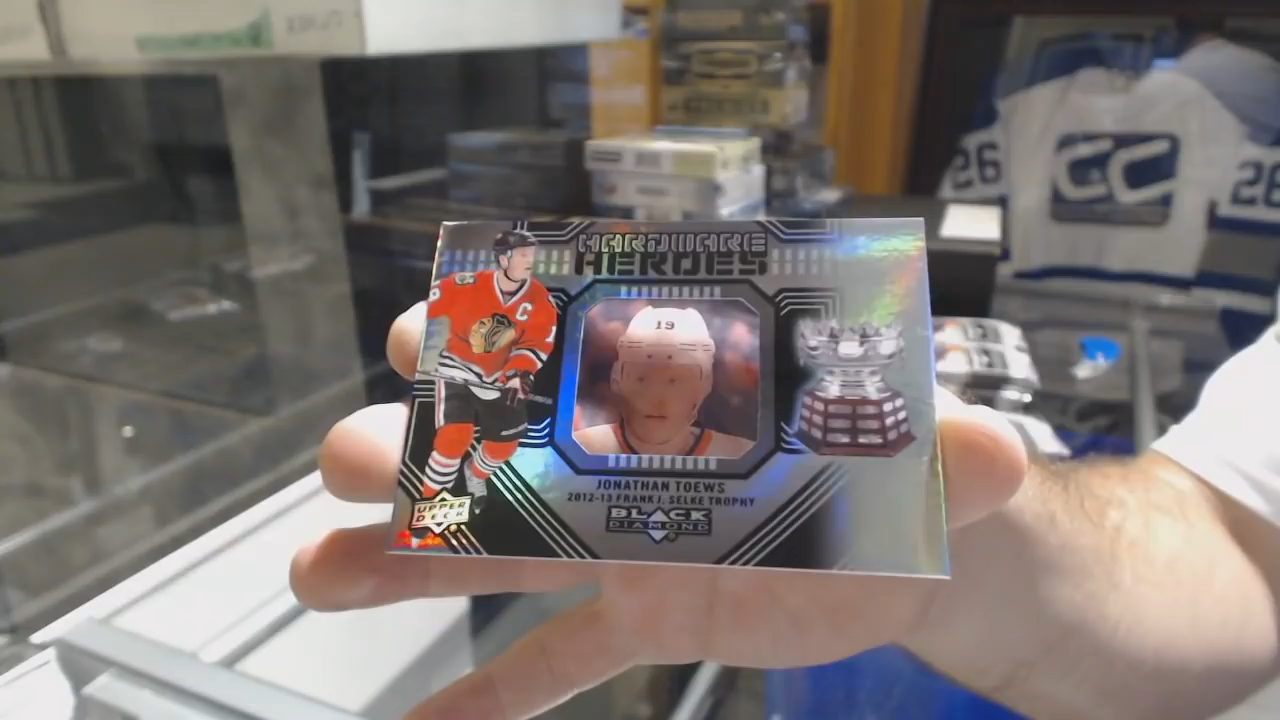 HARDWARE
HEROES
19
C
JONATHAN TOEWS
2012-13 FRANK J. SELKE TROPHY
BLACK
DIAMOND
UPPER
DECK
CC
26
26